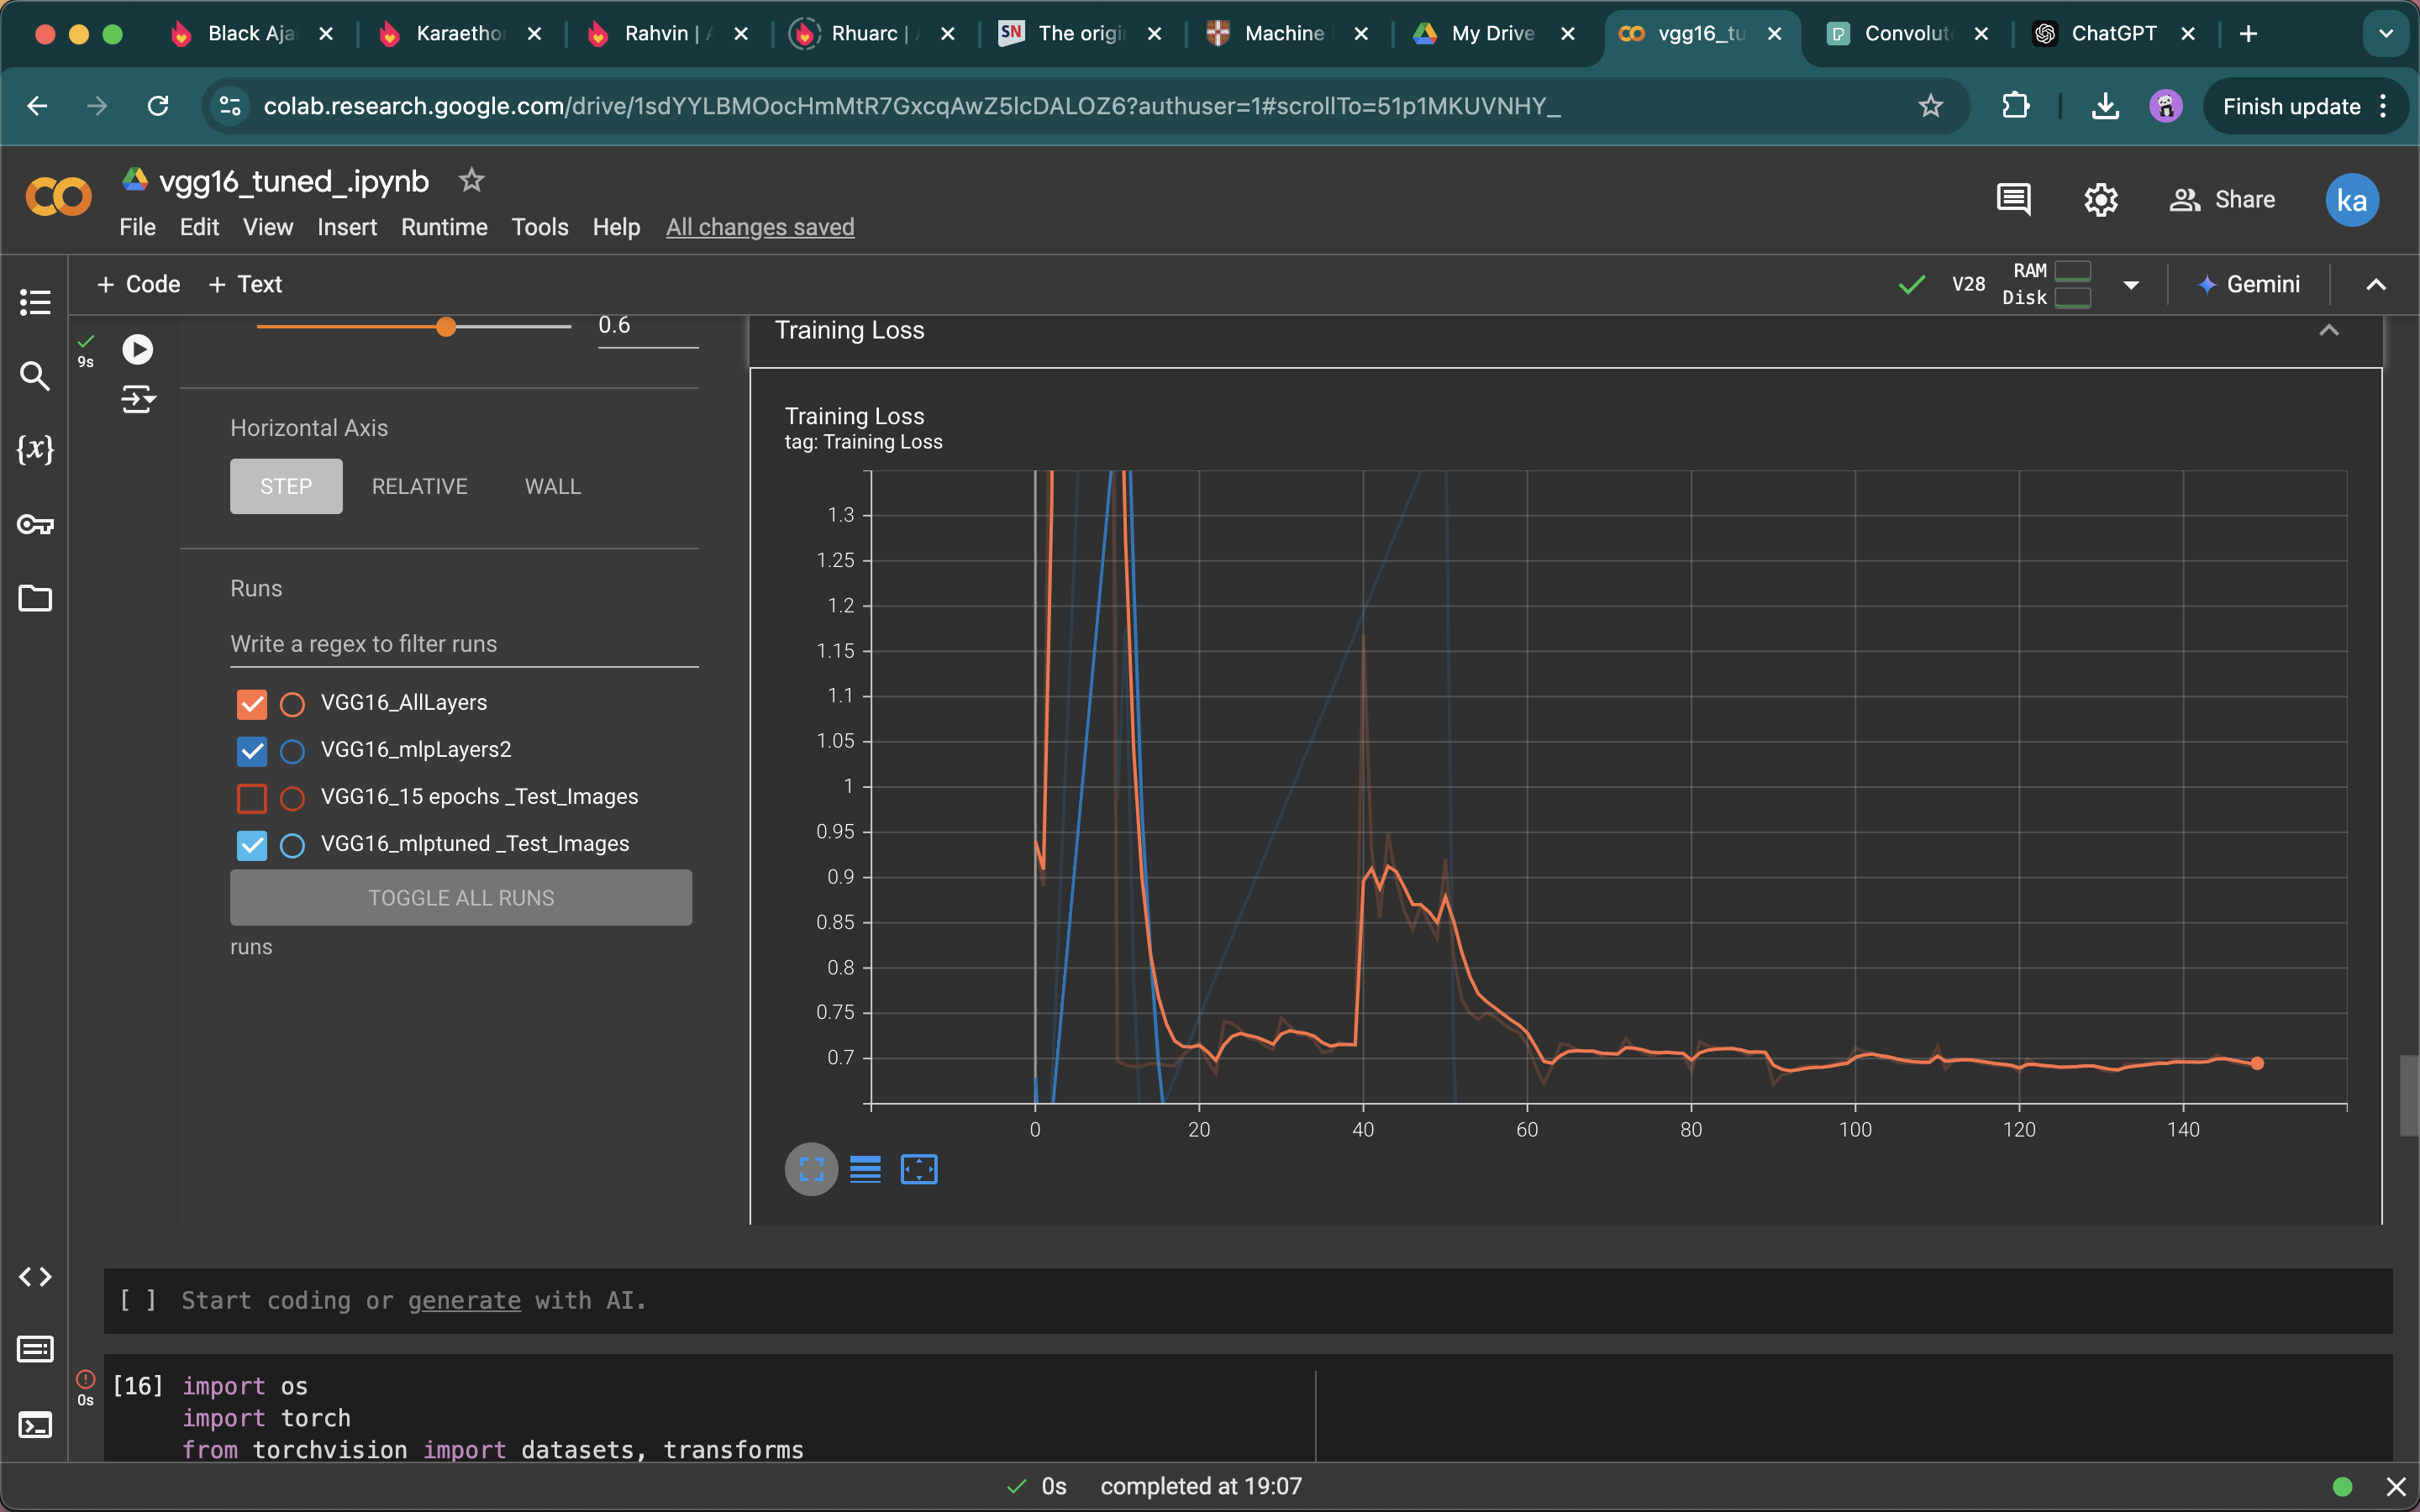 Black Aja
Karaethor
Rahvin | A
Rhuarc |
SN
The origi
Machine
My Drive
vgg16_tu
P
Convolut
ChatGPT
colab.research.google.com/drive/1sdYYLBMOocHmMtR7GxcqAwZ5lcDALOZ6?authuser=1#scrollTo=51p1MKUVNHY_
Finish update
vgg16_tuned_.ipynb
File Edit View Insert Runtime Tools Help All changes saved
Share
ka
+ Code + Text
V28
RAM
Disk
Gemini
9s
0.6
Horizontal Axis
STEP RELATIVE WALL
Runs
Write a regex to filter runs
VGG16_AllLayers
VGG16_mlpLayers2
VGG16_15 epochs _Test_Images
VGG16_mlptuned _Test_Images
TOGGLE ALL RUNS
runs
Training Loss
Training Loss
tag: Training Loss
1.3
1.25
1.2
1.15
1.1
1.05
1
0.95
0.9
0.85
0.8
0.75
0.7
0 20 40 60 80 100 120 140
{x}
[ ] Start coding or generate with AI.
0s
[16] import os
import torch
from torchvision import datasets, transforms
0s completed at 19:07